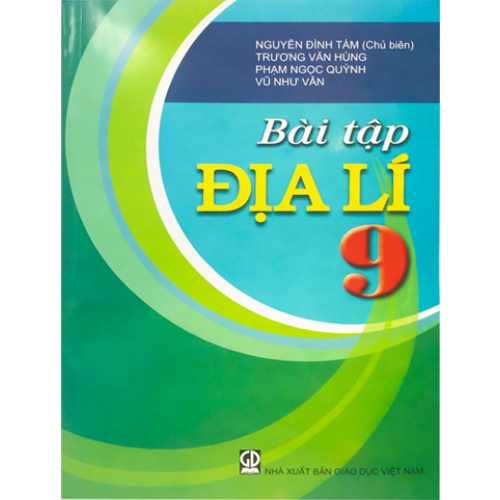 NGUYỄN ĐÌNH TÁM (Chủ biên)
TRƯƠNG VĂN HÙNG
PHẠM NGỌC QUỲNH
VŨ NHƯ VÂN
Bài tập
ĐỊA LÍ
9
GD
NHÀ XUẤT BẢN GIÁO DỤC VIỆT NAM